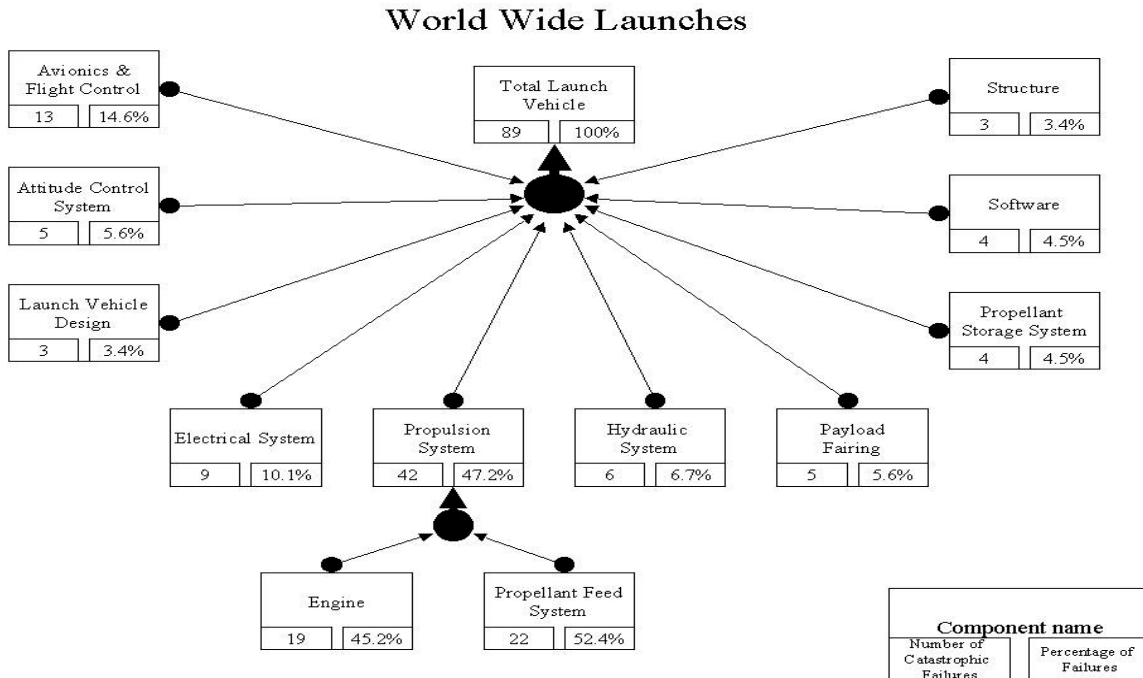 World Wide Launches
Avionics &
Flight Control
13 14.6%
Total Launch
Vehicle
89 100%
Structure
3 3.4%
Attitude Control
System
5 5.6%
Software
4 4.5%
Launch Vehicle
Design
3 3.4%
Propellant
Storage System
4 4.5%
Electrical System
9 10.1%
Propulsion
System
42 47.2%
Hydraulic
System
6 6.7%
Payload
Fairing
5 5.6%
Engine
19 45.2%
Propellant Feed
System
22 52.4%
Component name
Number of
Catastrophic
Failures
Percentage of
Failures